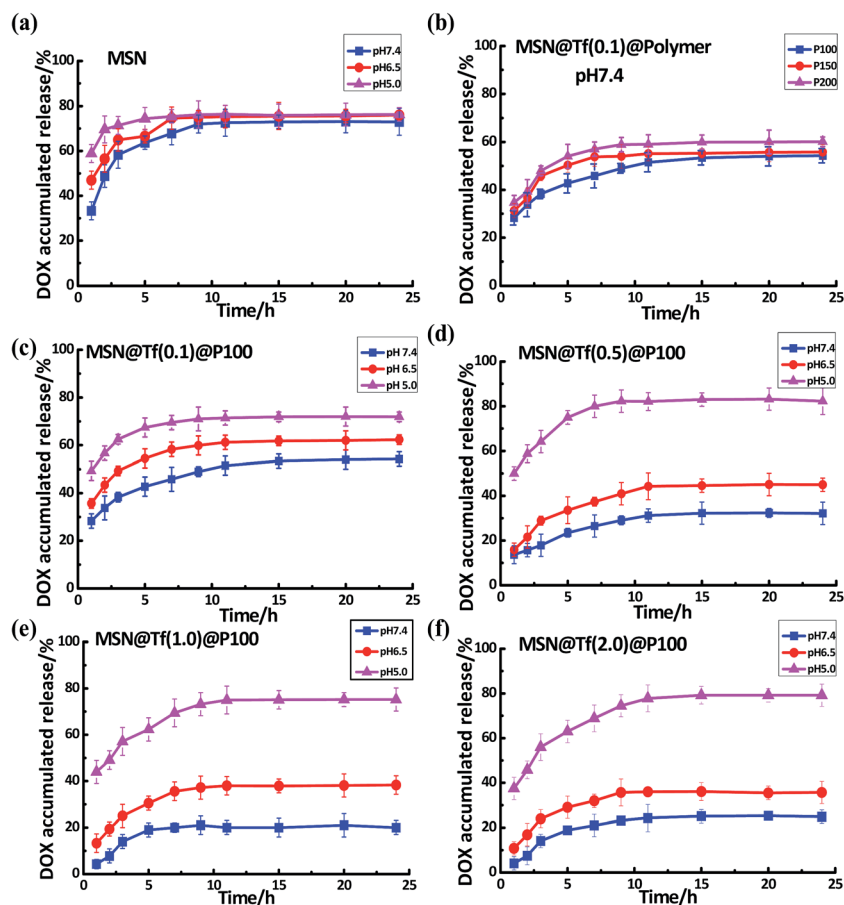 (a)
MSN
pH7.4
pH6.5
pH5.0
DOX accumulated release/%
100
80
60
40
20
0
0 5 10 15 20 25
Time/h
(b)
MSN@Tf(0.1)@Polymer
pH7.4
P100
P150
P200
DOX accumulated release/%
100
80
60
40
20
0
0 5 10 15 20 25
Time/h
(c)
MSN@Tf(0.1)@P100
pH 7.4
pH 6.5
pH 5.0
DOX accumulated release/%
100
80
60
40
20
0
0 5 10 15 20 25
Time/h
(d)
MSN@Tf(0.5)@P100
pH7.4
pH6.5
pH5.0
DOX accumulated release/%
100
80
60
40
20
0
0 5 10 15 20 25
Time/h
(e)
MSN@Tf(1.0)@P100
pH7.4
pH6.5
pH5.0
DOX accumulated release/%
100
80
60
40
20
0
0 5 10 15 20 25
Time/h
(f)
MSN@Tf(2.0)@P100
pH7.4
pH6.5
pH5.0
DOX accumulated release/%
100
80
60
40
20
0
0 5 10 15 20 25
Time/h